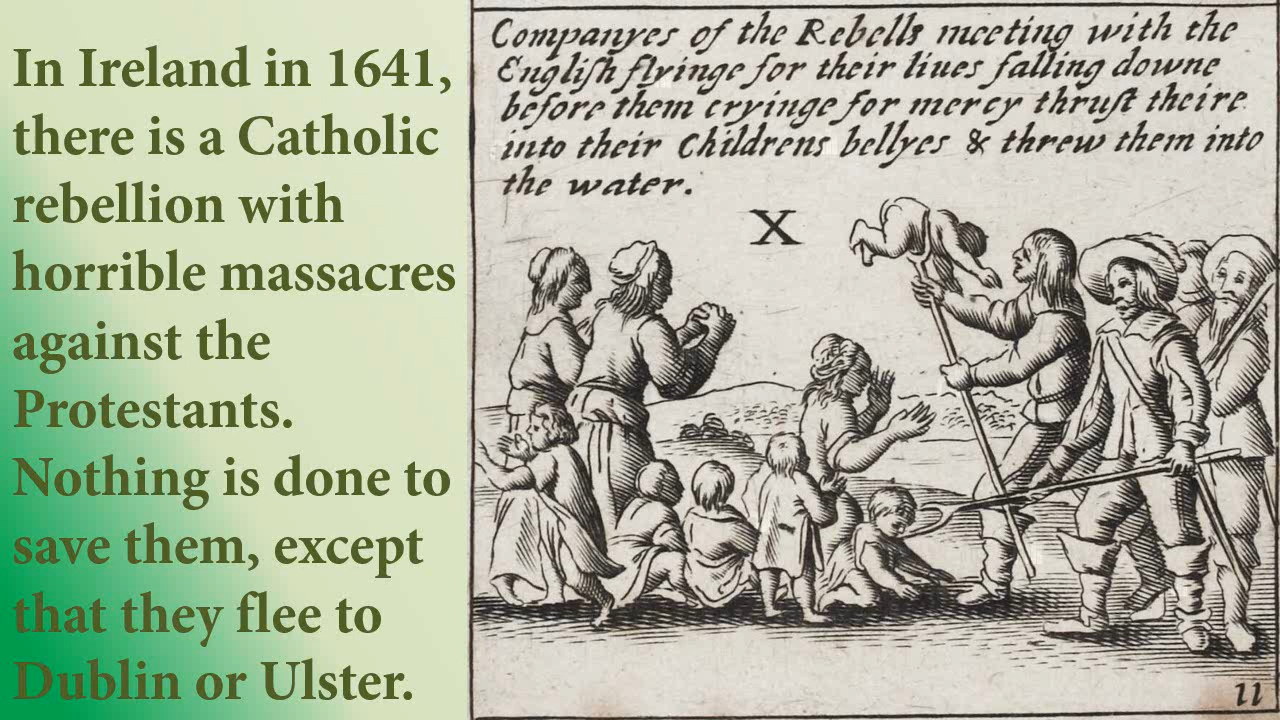 In Ireland in 1641,
there is a Catholic
rebellion with
horrible massacres
against the
Protestants.
Nothing is done to
save them, except
that they flee to
Dublin or Ulster.
Companyes of the Rebells meeting with the
Engliſh flyinge for their liues falling downe
before them cryinge for mercy thruſt theire
into their Childrens bellyes & threw them into
the water.
X
11